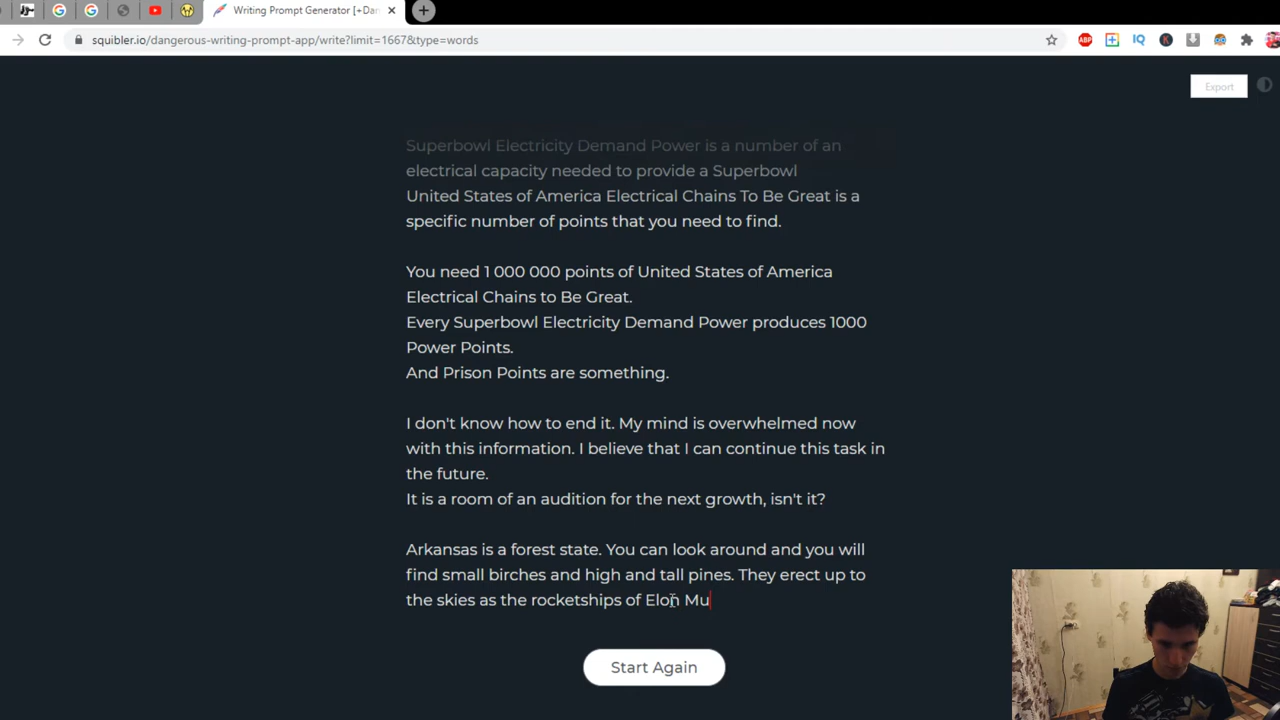 Writing Prompt Generator [+Dan
squibler.io/dangerous-writing-prompt-app/write?limit=1667&type=words
ABP
IQ
K
Export
Superbowl Electricity Demand Power is a number of an
electrical capacity needed to provide a Superbowl
United States of America Electrical Chains To Be Great is a
specific number of points that you need to find.
You need 1 000 000 points of United States of America
Electrical Chains to Be Great.
Every Superbowl Electricity Demand Power produces 1000
Power Points.
And Prison Points are something.
I don't know how to end it. My mind is overwhelmed now
with this information. I believe that I can continue this task in
the future.
It is a room of an audition for the next growth, isn't it?
Arkansas is a forest state. You can look around and you will
find small birches and high and tall pines. They erect up to
the skies as the rocketships of Elon Mu
Start Again